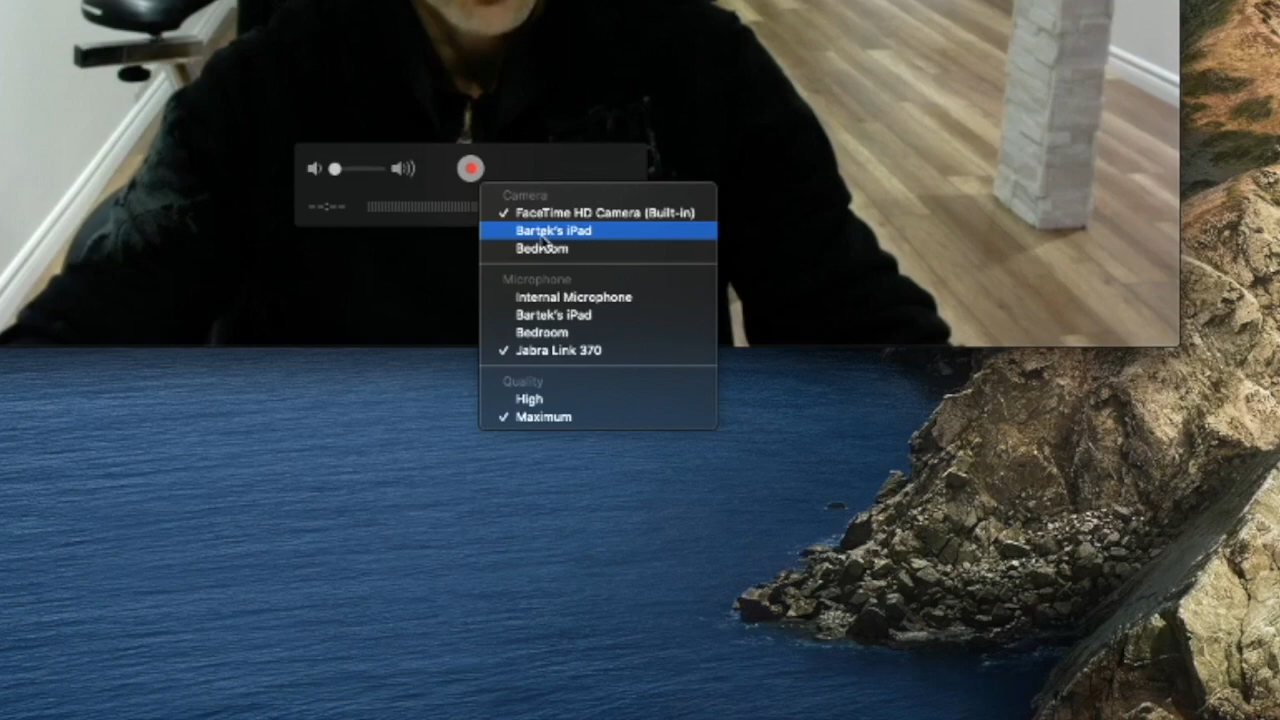 Camera
✓ FaceTime HD Camera (Built-in)
Bartek's iPad
Bedroom
Microphone
Internal Microphone
Bartek's iPad
Bedroom
✓ Jabra Link 370
Quality
High
✓ Maximum
--:--